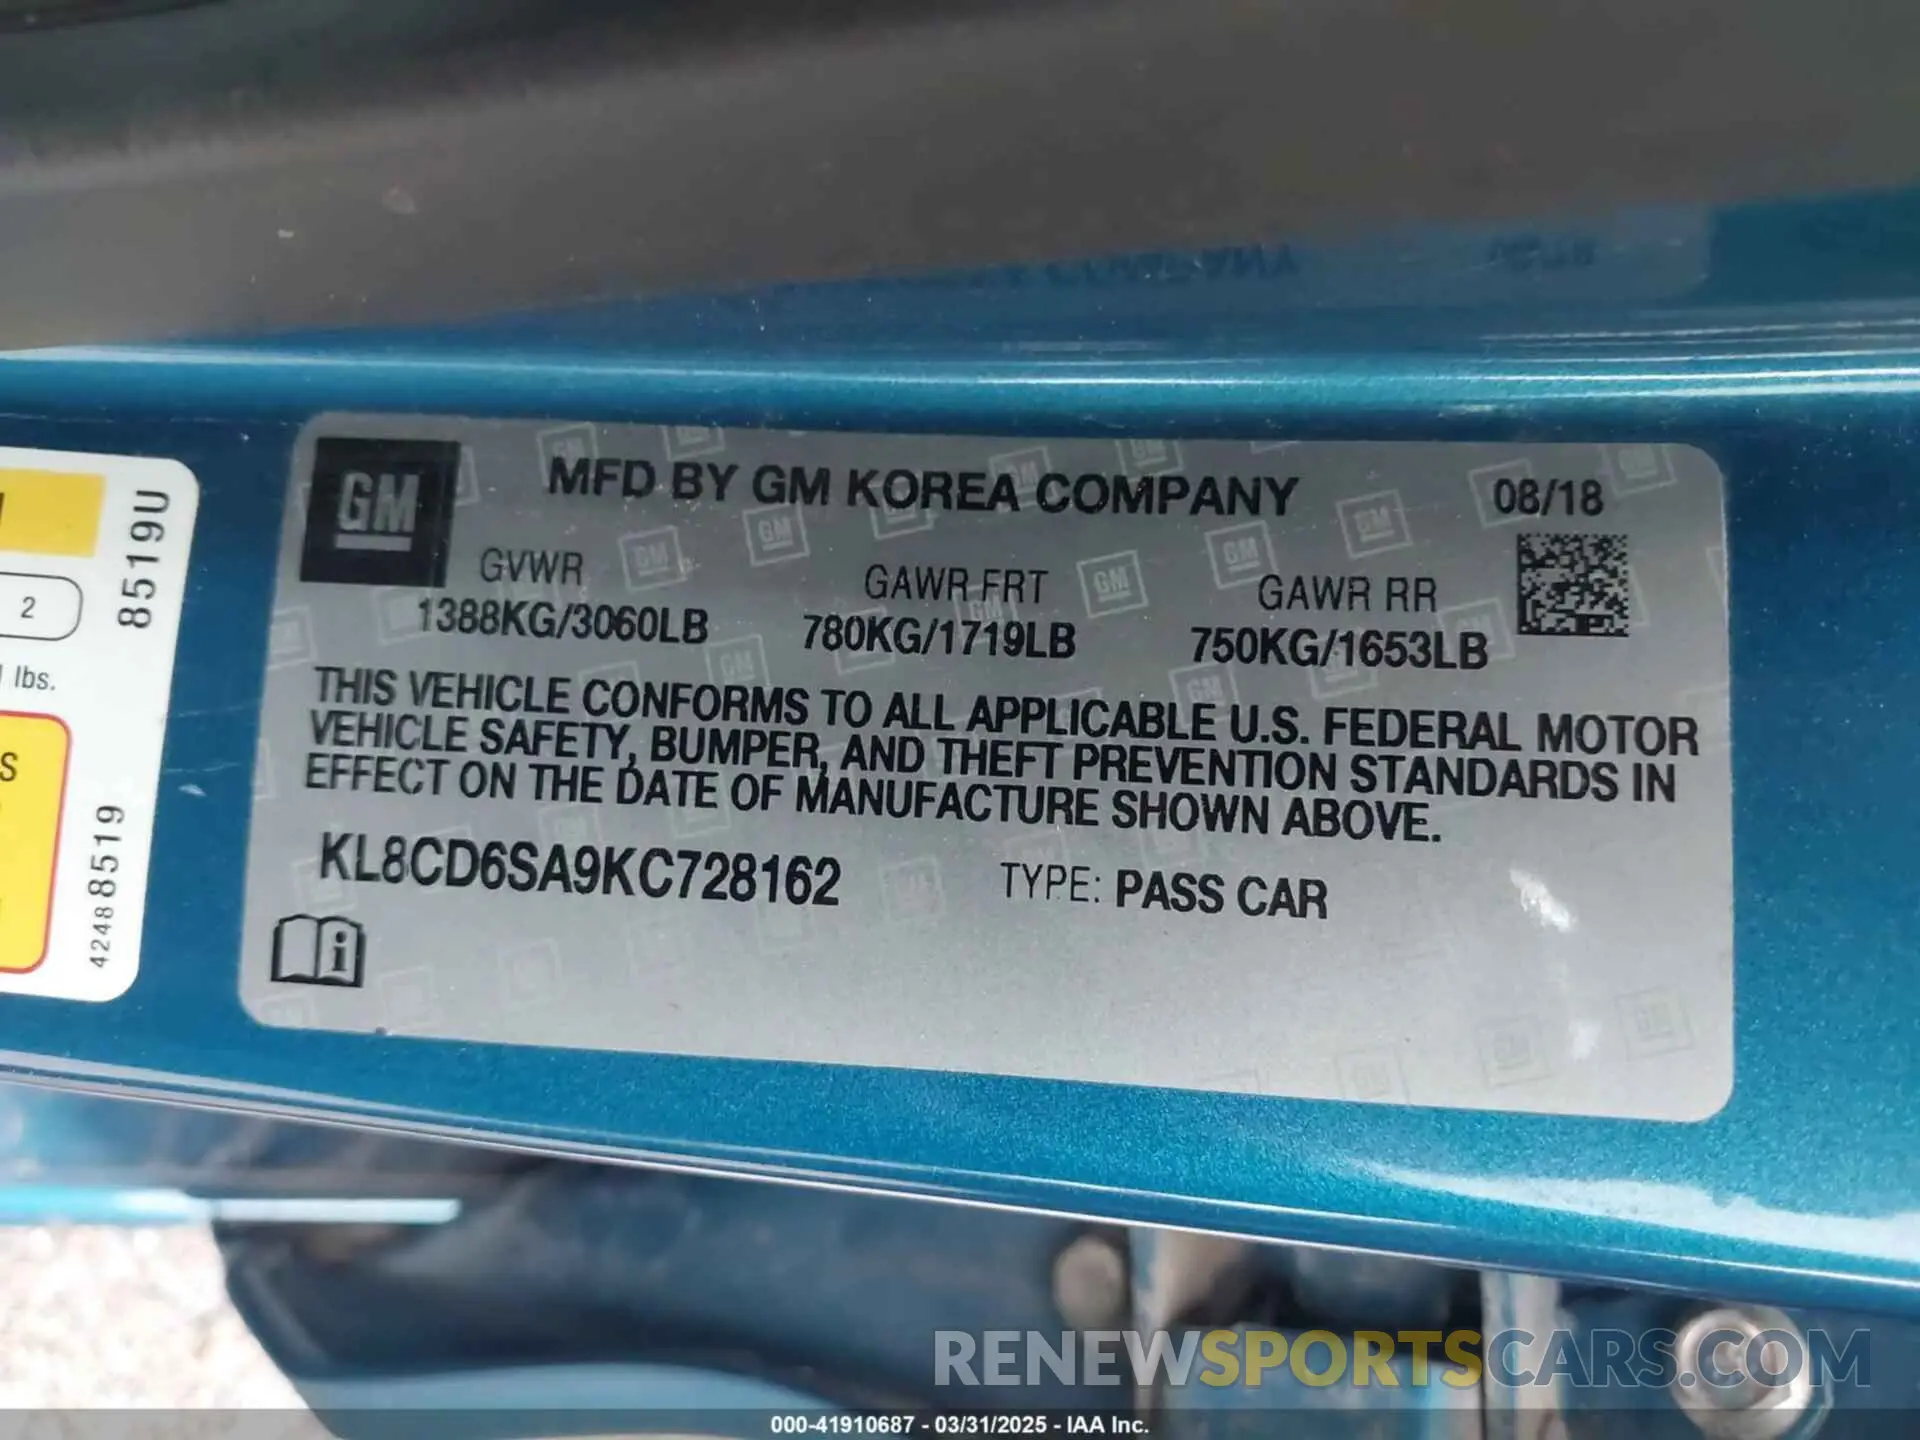 GM
MFD BY GM KOREA COMPANY 08/18
GVWR GAWR FRT GAWR RR
1388KG/3060LB 780KG/1719LB 750KG/1653LB
THIS VEHICLE CONFORMS TO ALL APPLICABLE U.S. FEDERAL MOTOR
VEHICLE SAFETY, BUMPER, AND THEFT PREVENTION STANDARDS IN
EFFECT ON THE DATE OF MANUFACTURE SHOWN ABOVE.
KL8CD6SA9KC728162 TYPE: PASS CAR
i
8519U
2
lbs.
S
42488519
RENEWSPORTSCARS.COM
000-41910687 - 03/31/2025 - IAA Inc.